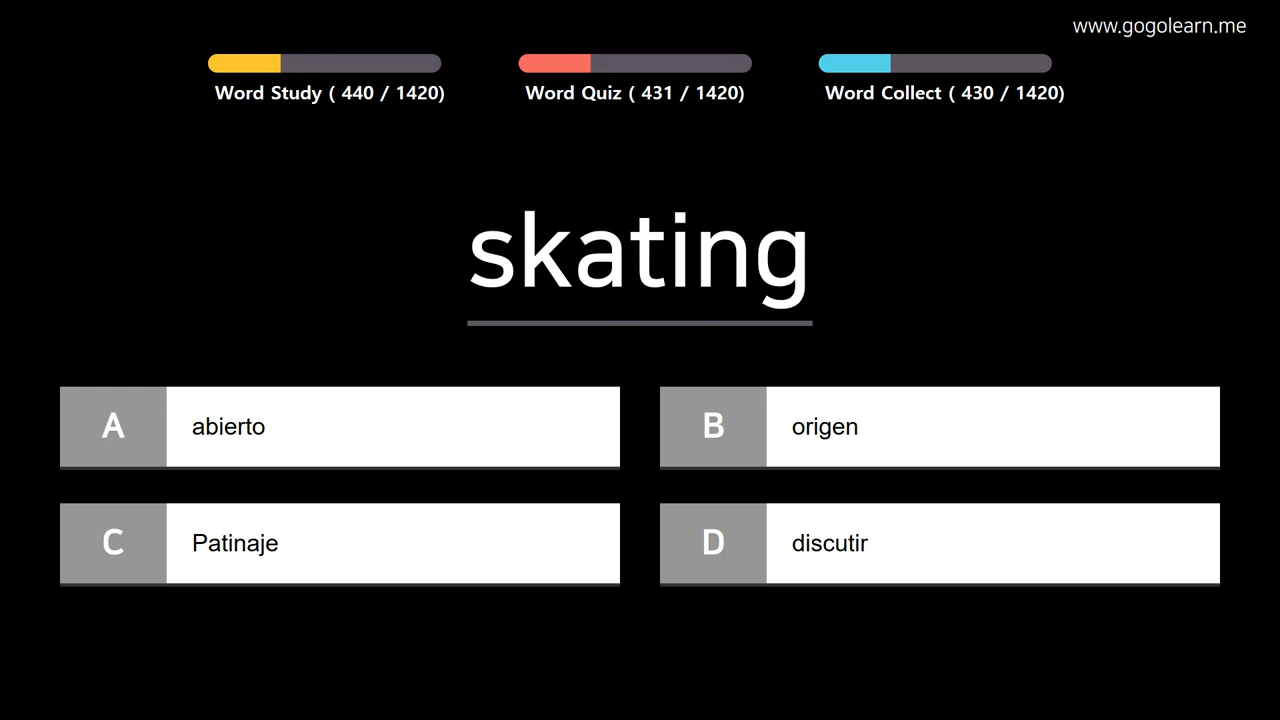 www.gogolearn.me
Word Study ( 440 / 1420)
Word Quiz ( 431 / 1420)
Word Collect ( 430 / 1420)
skating
A abierto
B origen
C Patinaje
D discutir